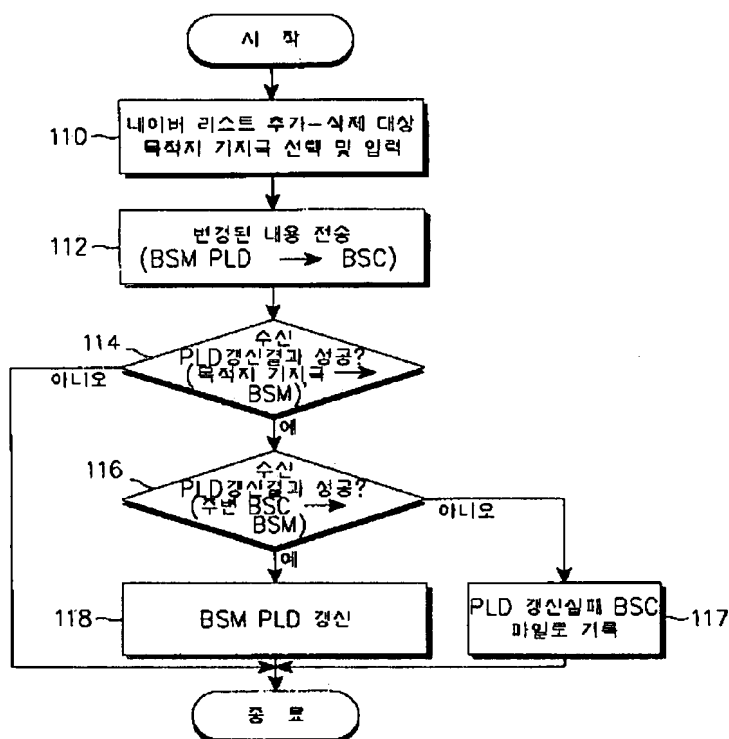 시 작
110
네이버 리스트 추가-삭제 대상
목적지 기지국 선택 및 입력
112
변경된 내용 전송
(BSM PLD → BSC)
114
수신
PLD갱신결과 성공?
(목적지 기지국 →
BSM)
아니오
예
116
수신
PLD갱신결과 성공?
(주변 BSC →
BSM)
아니오
예
118
BSM PLD 갱신
PLD 갱신실패 BSC
파일로 기록
117
종 료